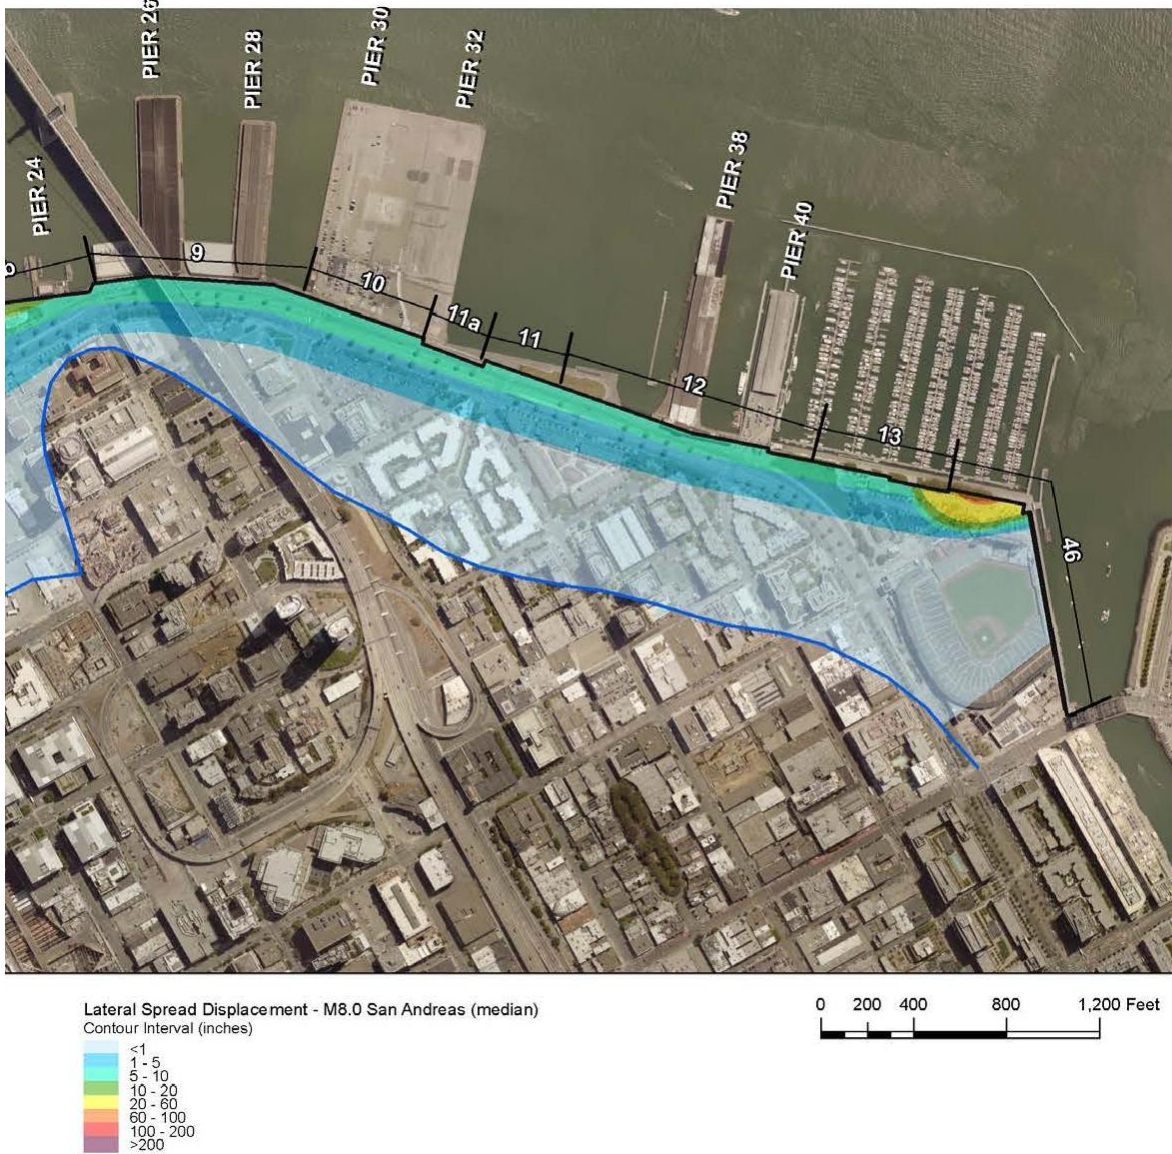 PIER 26
PIER 28
PIER 30
PIER 32
PIER 24
PIER 38
PIER 40
9
10
11a
11
12
13
46
Lateral Spread Displacement - M8.0 San Andreas (median)
Contour Interval (inches)
<1
1 - 5
5 - 10
10 - 20
20 - 60
60 - 100
100 - 200
>200
0 200 400 800 1,200 Feet